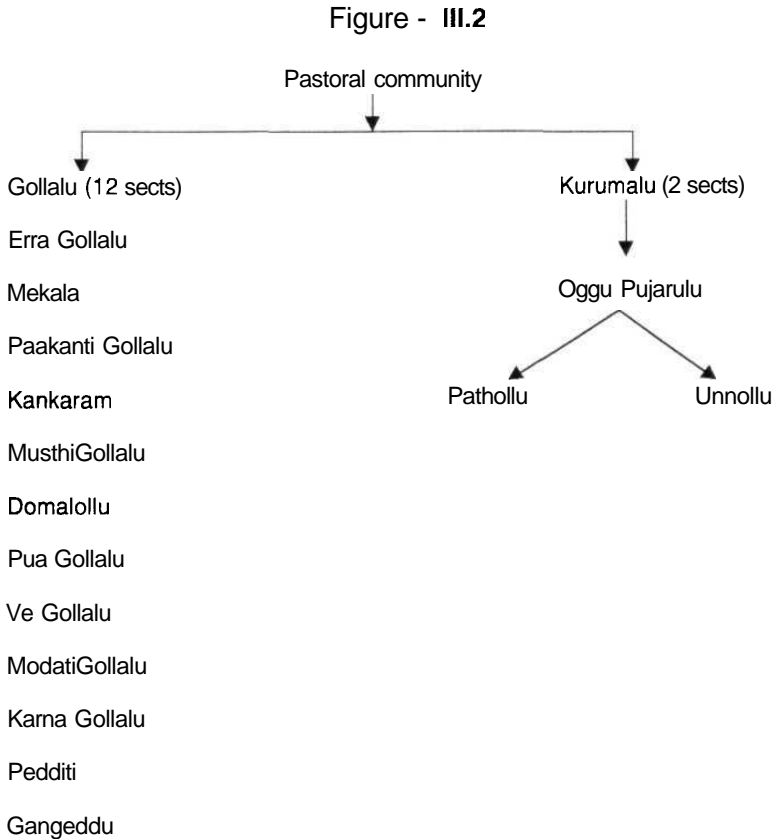 Figure - III.2
Pastoral community
Gollalu (12 sects)
Kurumalu (2 sects)
Erra Gollalu
Mekala
Oggu Pujarulu
Paakanti Gollalu
Kankaram
Pathollu
Unnollu
MusthiGollalu
Domalollu
Pua Gollalu
Ve Gollalu
ModatiGollalu
Karna Gollalu
Pedditi
Gangeddu